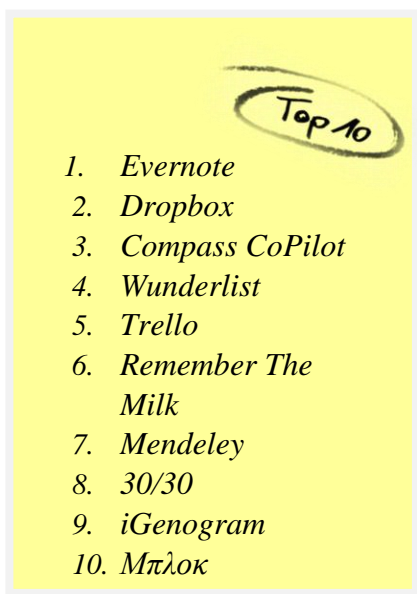 Top 10
1. Evernote
2. Dropbox
3. Compass CoPilot
4. Wunderlist
5. Trello
6. Remember The
Milk
7. Mendeley
8. 30/30
9. iGenogram
10. Μπλοκ